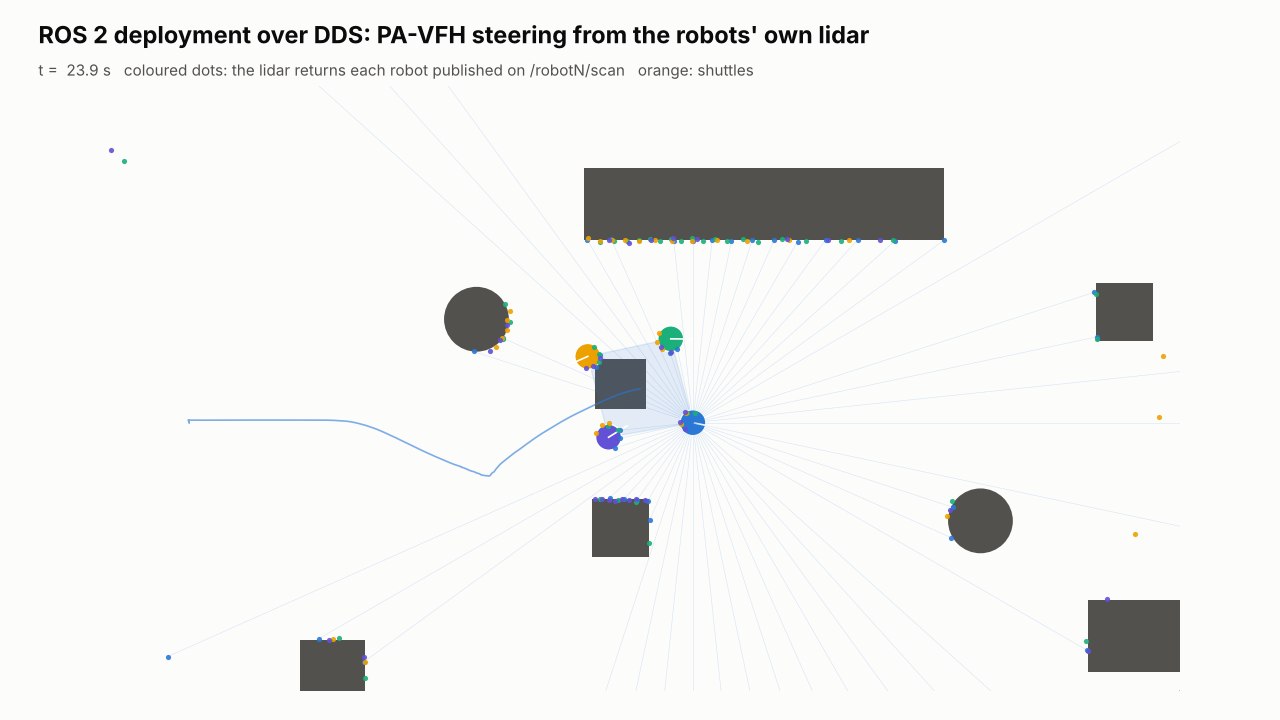 ROS 2 deployment over DDS: PA-VFH steering from the robots' own lidar
t =  23.9 s   coloured dots: the lidar returns each robot published on /robotN/scan   orange: shuttles